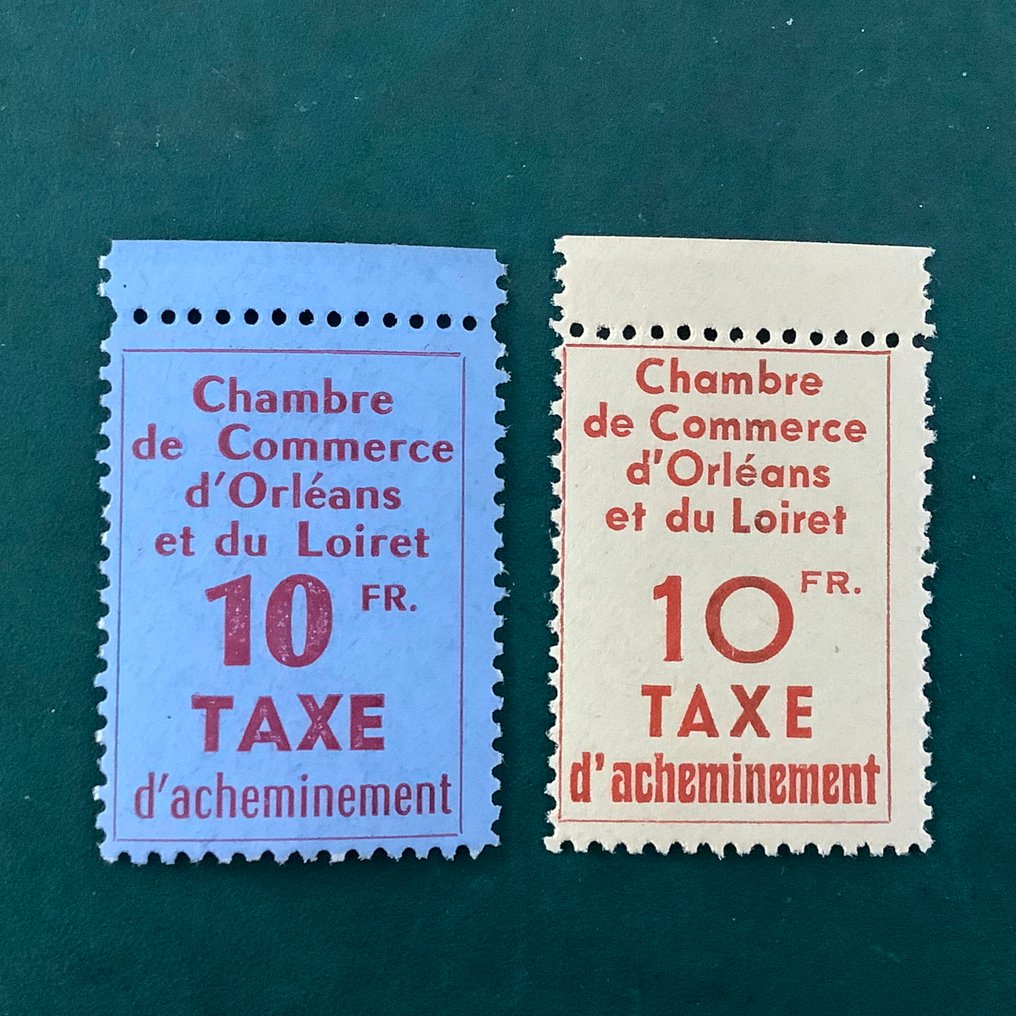 Chambre
de Commerce
d'Orléans
et du Loiret
10 FR.
TAXE
d'acheminement
Chambre
de Commerce
d'Orléans
et du Loiret
10 FR.
TAXE
d'acheminement